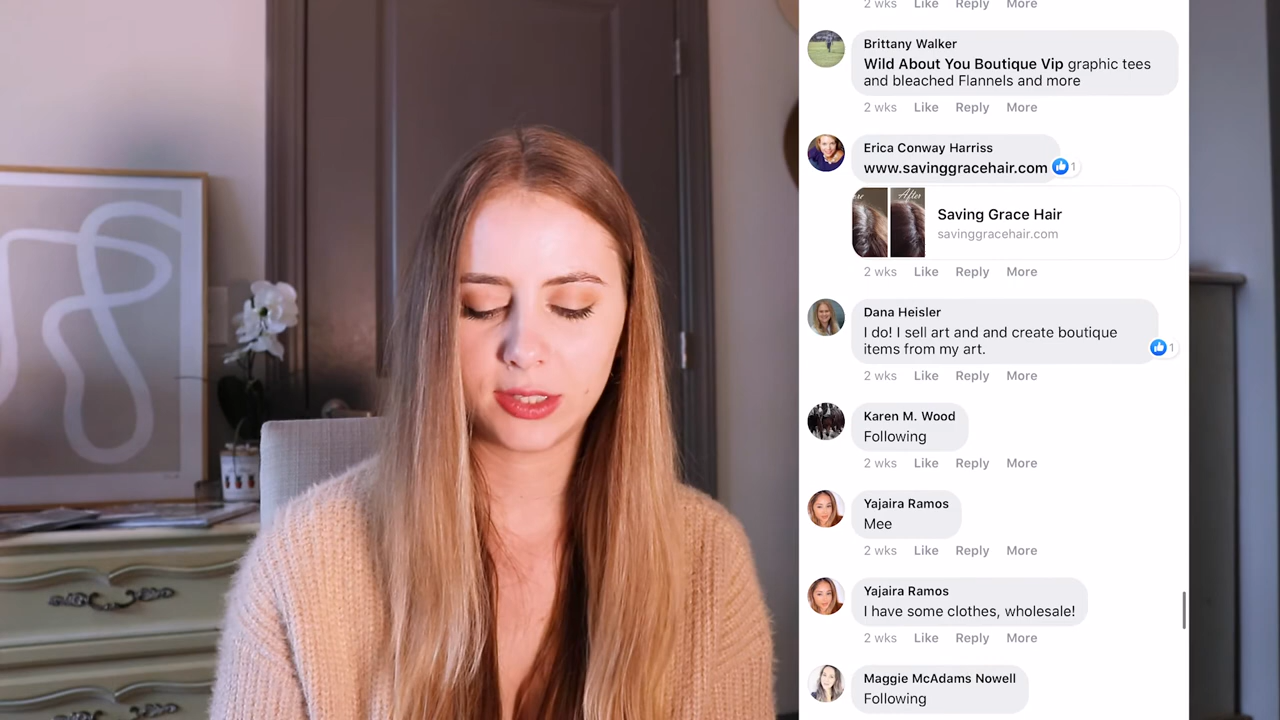 2 wks Like Reply More
Brittany Walker
Wild About You Boutique Vip graphic tees
and bleached Flannels and more
2 wks Like Reply More
Erica Conway Harriss
www.savinggracehair.com 1
After
Saving Grace Hair
savinggracehair.com
2 wks Like Reply More
Dana Heisler
I do! I sell art and and create boutique
items from my art.
1
2 wks Like Reply More
Karen M. Wood
Following
2 wks Like Reply More
Yajaira Ramos
Mee
2 wks Like Reply More
Yajaira Ramos
I have some clothes, wholesale!
2 wks Like Reply More
Maggie McAdams Nowell
Following